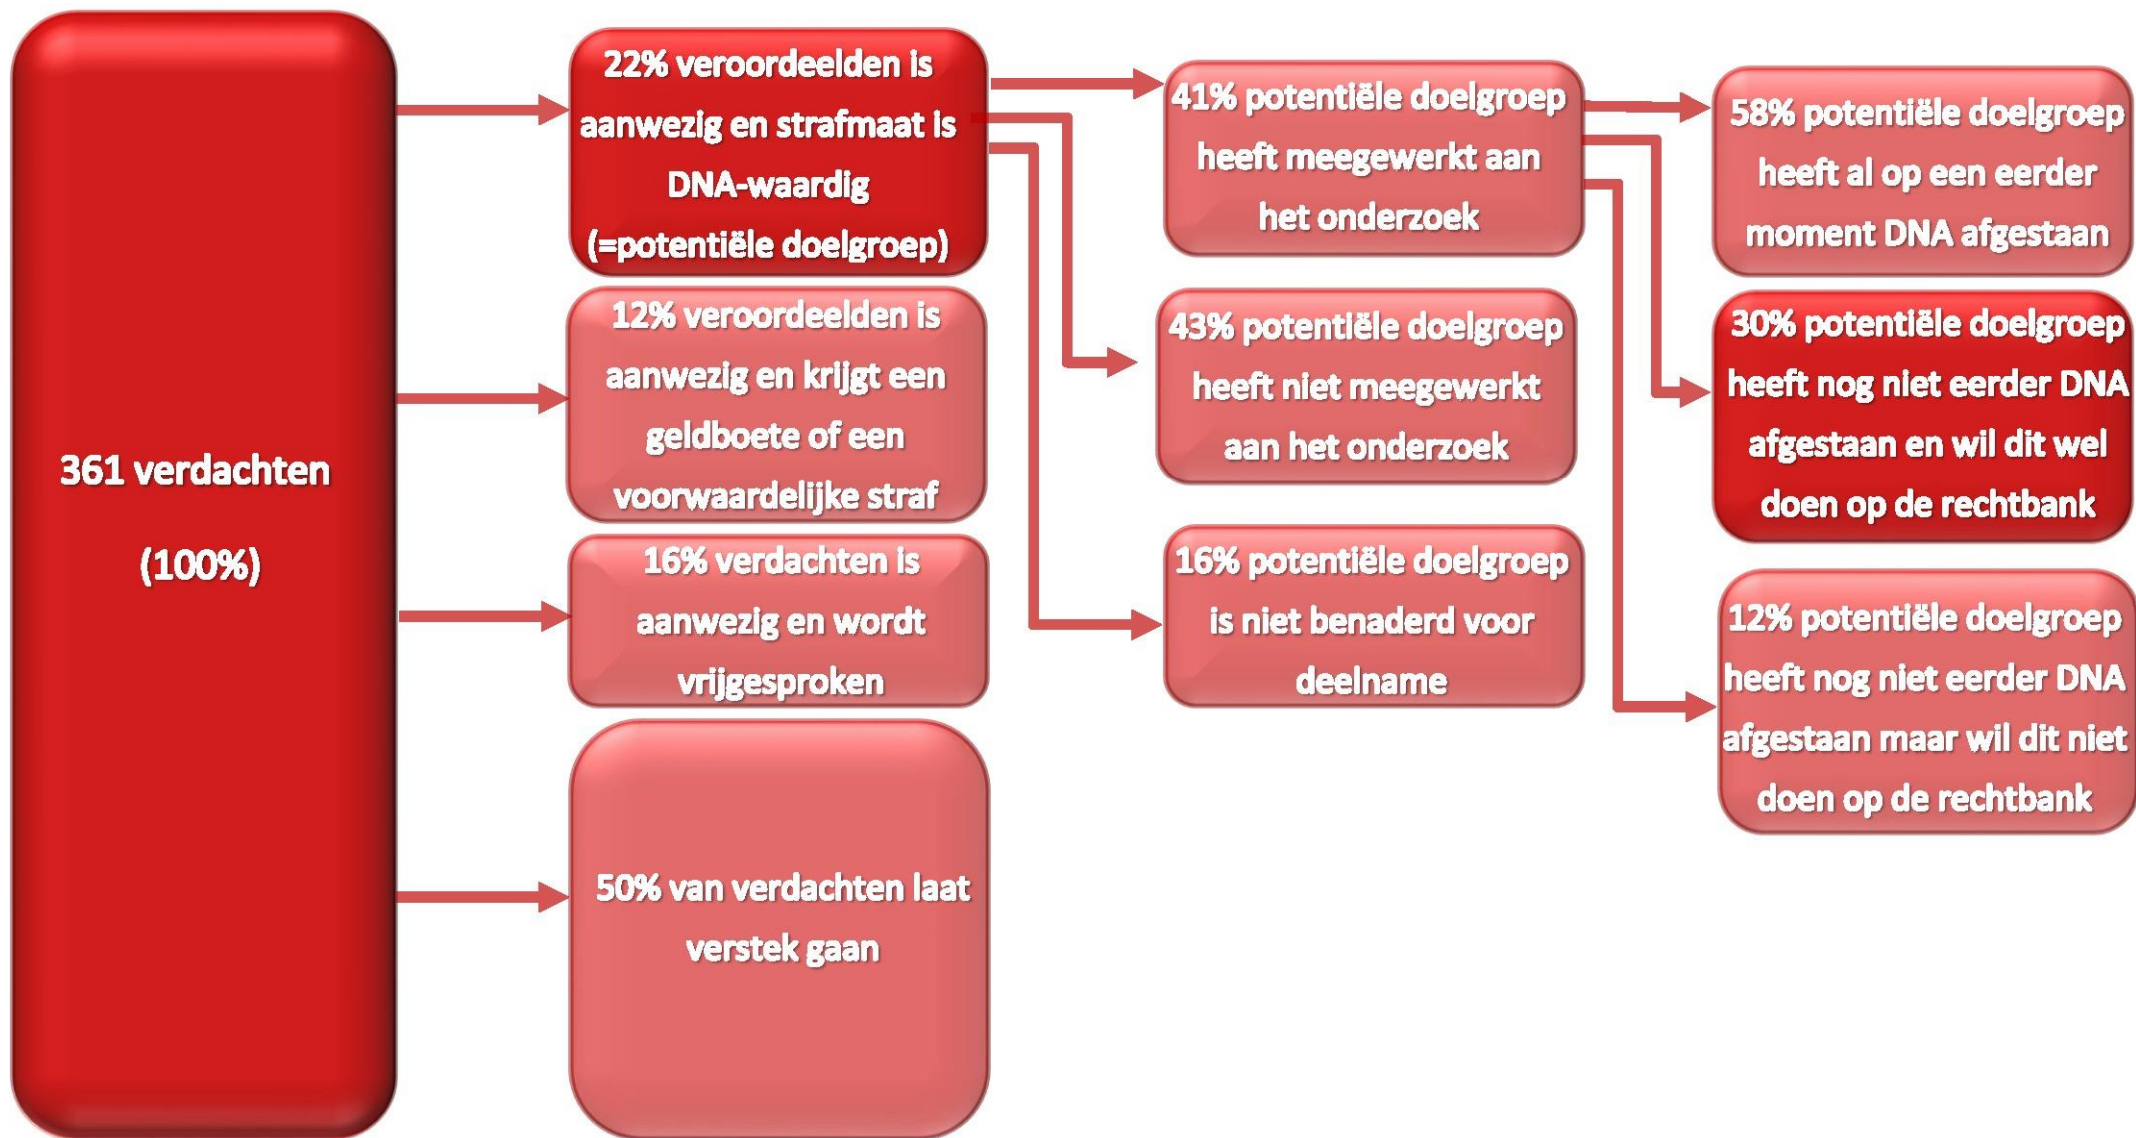 361 verdachten
(100%)
22% veroordeelden is
aanwezig en strafmaat is
DNA-waardig
(=potentiële doelgroep)
12% veroordeelden is
aanwezig en krijgt een
geldboete of een
voorwaardelijke straf
16% verdachten is
aanwezig en wordt
vrijgesproken
50% van verdachten laat
verstek gaan
41% potentiële doelgroep
heeft meegewerkt aan
het onderzoek
43% potentiële doelgroep
heeft niet meegewerkt
aan het onderzoek
16% potentiële doelgroep
is niet benaderd voor
deelname
58% potentiële doelgroep
heeft al op een eerder
moment DNA afgestaan
30% potentiële doelgroep
heeft nog niet eerder DNA
afgestaan en wil dit wel
doen op de rechtbank
12% potentiële doelgroep
heeft nog niet eerder DNA
afgestaan maar wil dit niet
doen op de rechtbank